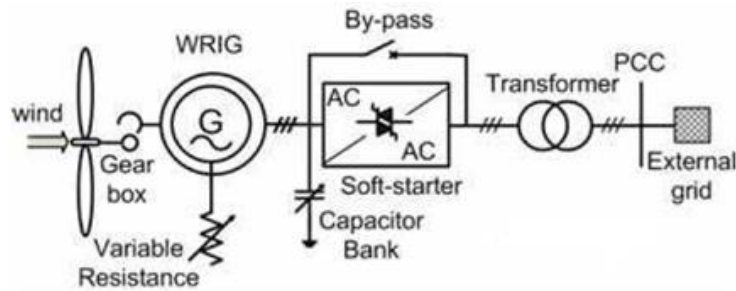 By-pass
WRIG
Transformer
PCC
wind
AC
G
AC
Gear
box
Soft-starter
External
grid
Capacitor
Bank
Variable
Resistance